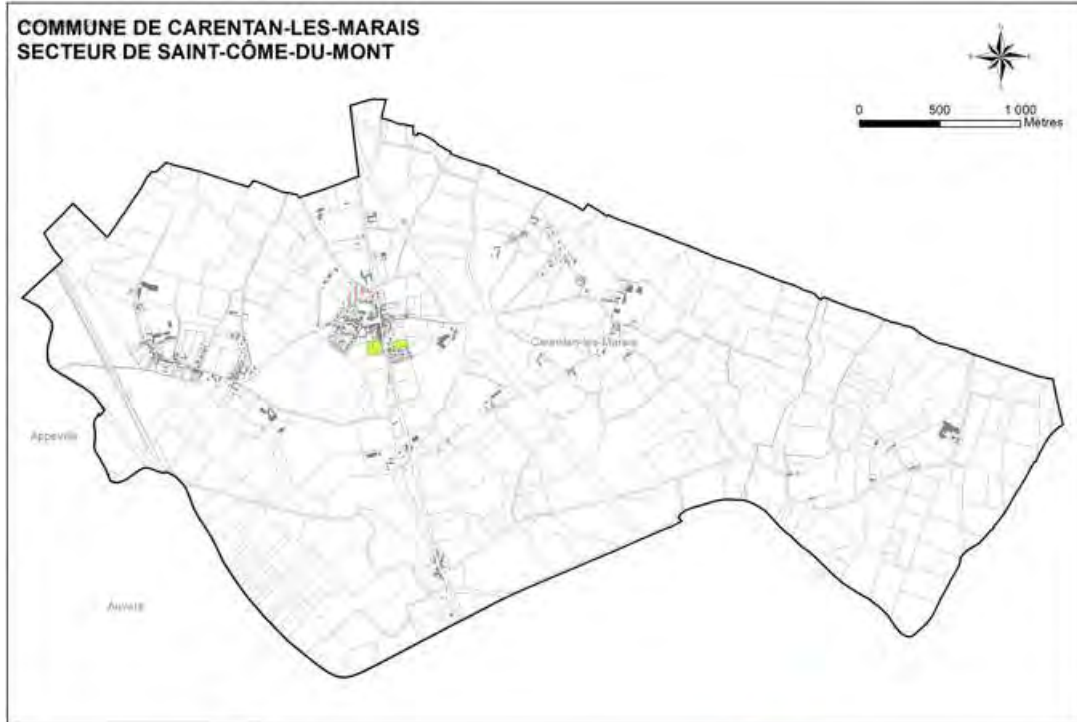 COMMUNE DE CARENTAN-LES-MARAIS
SECTEUR DE SAINT-CÔME-DU-MONT
0 500 1 000
Mètres
Carentan-les-Marais
Appeville
Auvers